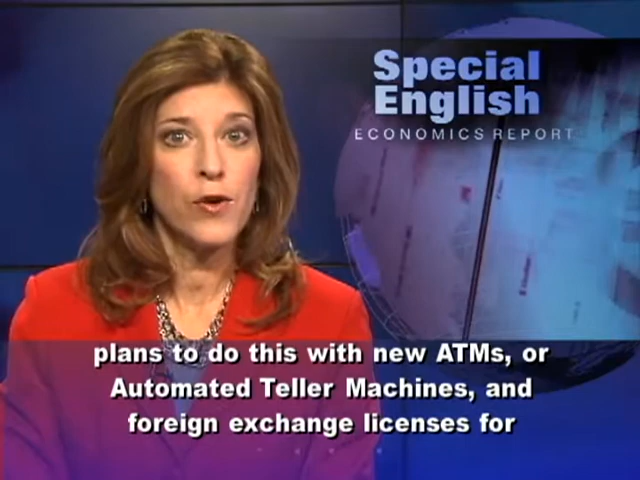 Special
English
ECONOMICS REPORT
plans to do this with new ATMs, or
Automated Teller Machines, and
foreign exchange licenses for